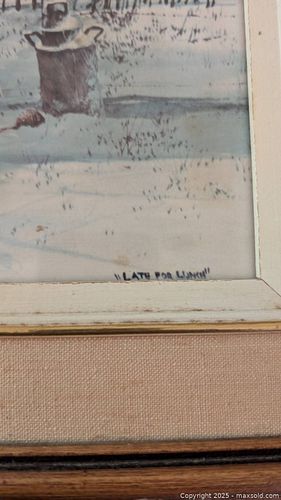 "LATE FOR LUNCH"
Copyright © 2025 - maxsold.com